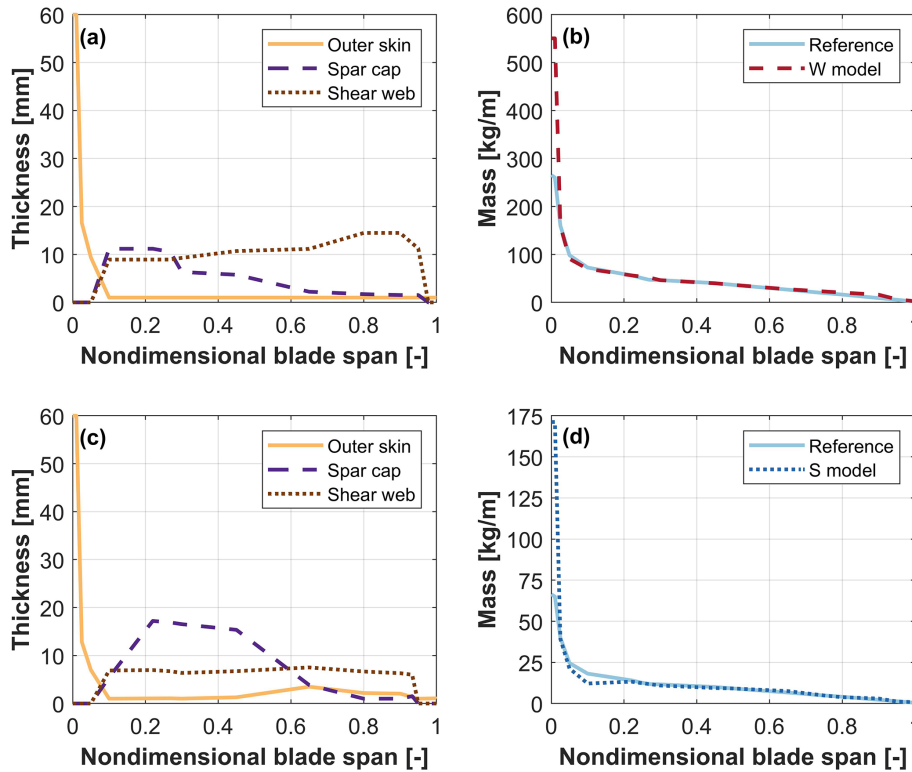 (a)
Outer skin
Spar cap
Shear web
Thickness [mm]
60
50
40
30
20
10
0
0 0.2 0.4 0.6 0.8 1
Nondimensional blade span [-]
(b)
Reference
W model
Mass [kg/m]
600
500
400
300
200
100
0
0 0.2 0.4 0.6 0.8 1
Nondimensional blade span [-]
(c)
Outer skin
Spar cap
Shear web
Thickness [mm]
60
50
40
30
20
10
0
0 0.2 0.4 0.6 0.8 1
Nondimensional blade span [-]
(d)
Reference
S model
Mass [kg/m]
175
150
125
100
75
50
25
0
0 0.2 0.4 0.6 0.8 1
Nondimensional blade span [-]